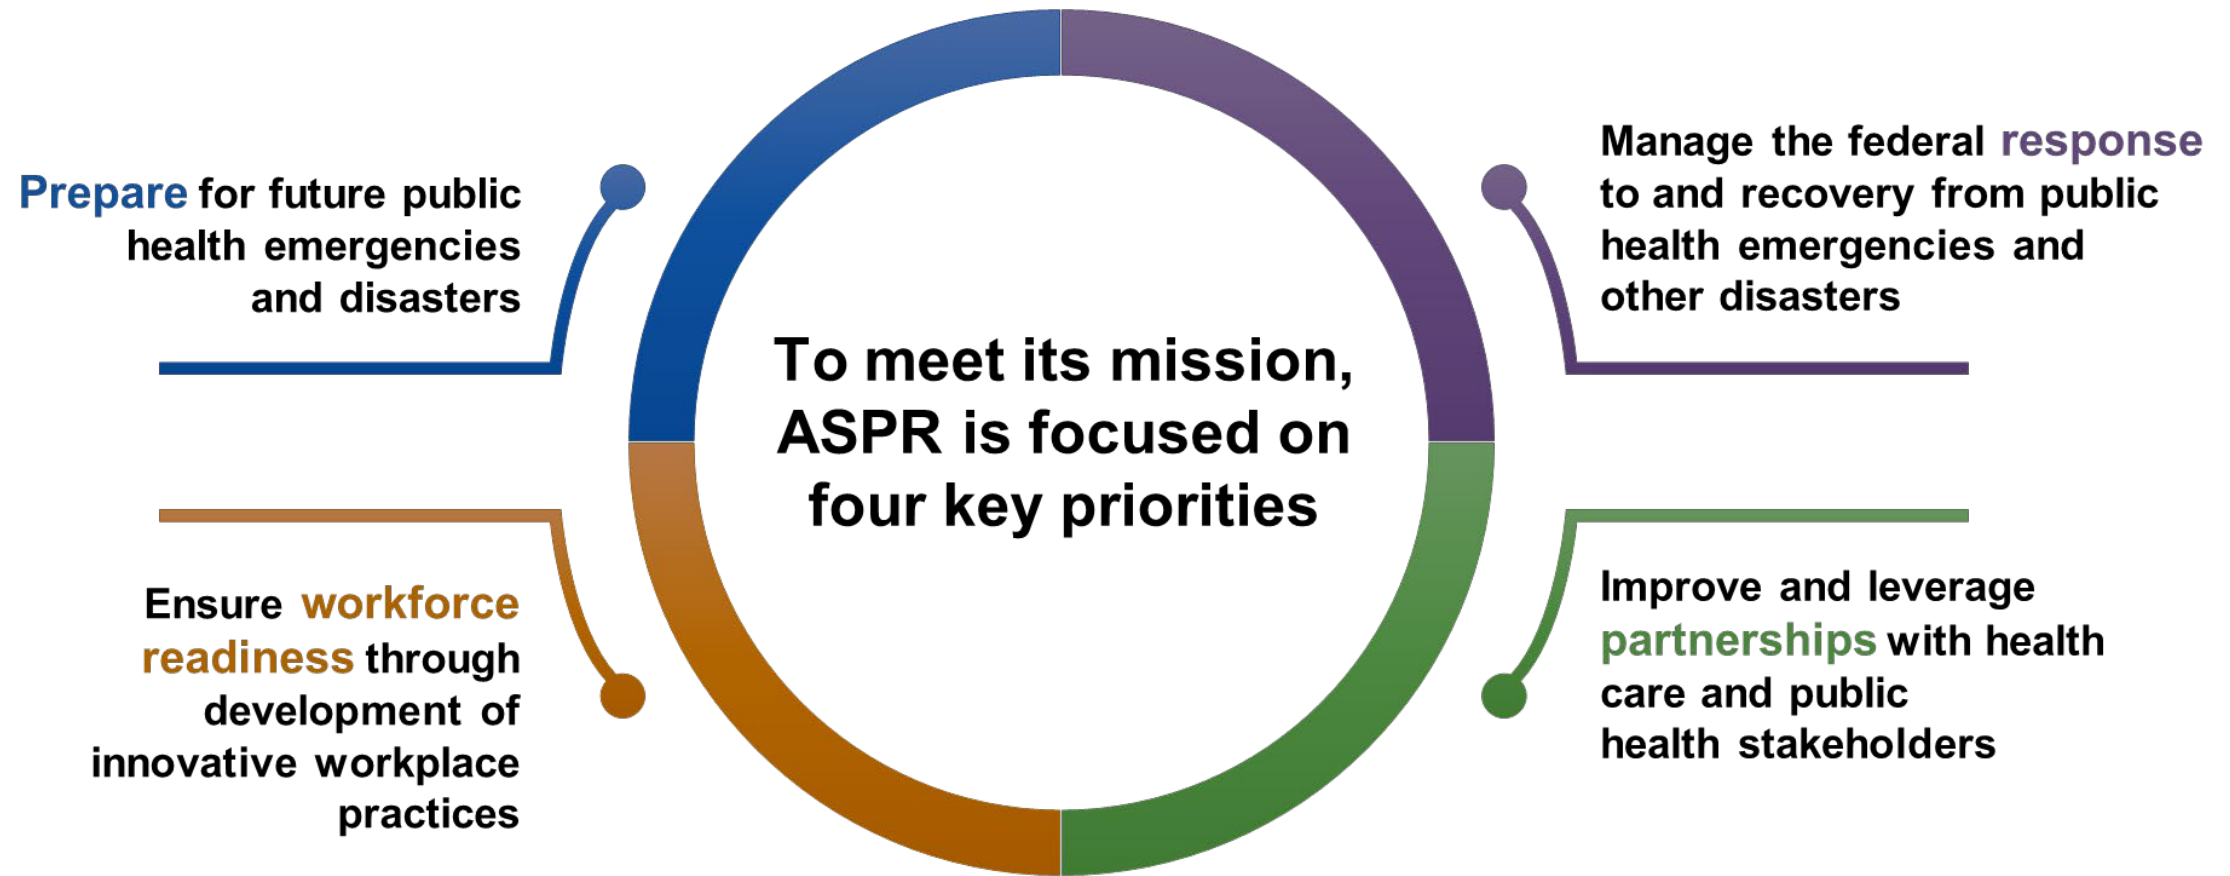 Prepare for future public
health emergencies
and disasters
Manage the federal response
to and recovery from public
health emergencies and
other disasters
To meet its mission,
ASPR is focused on
four key priorities
Ensure workforce
readiness through
development of
innovative workplace
practices
Improve and leverage
partnerships with health
care and public
health stakeholders